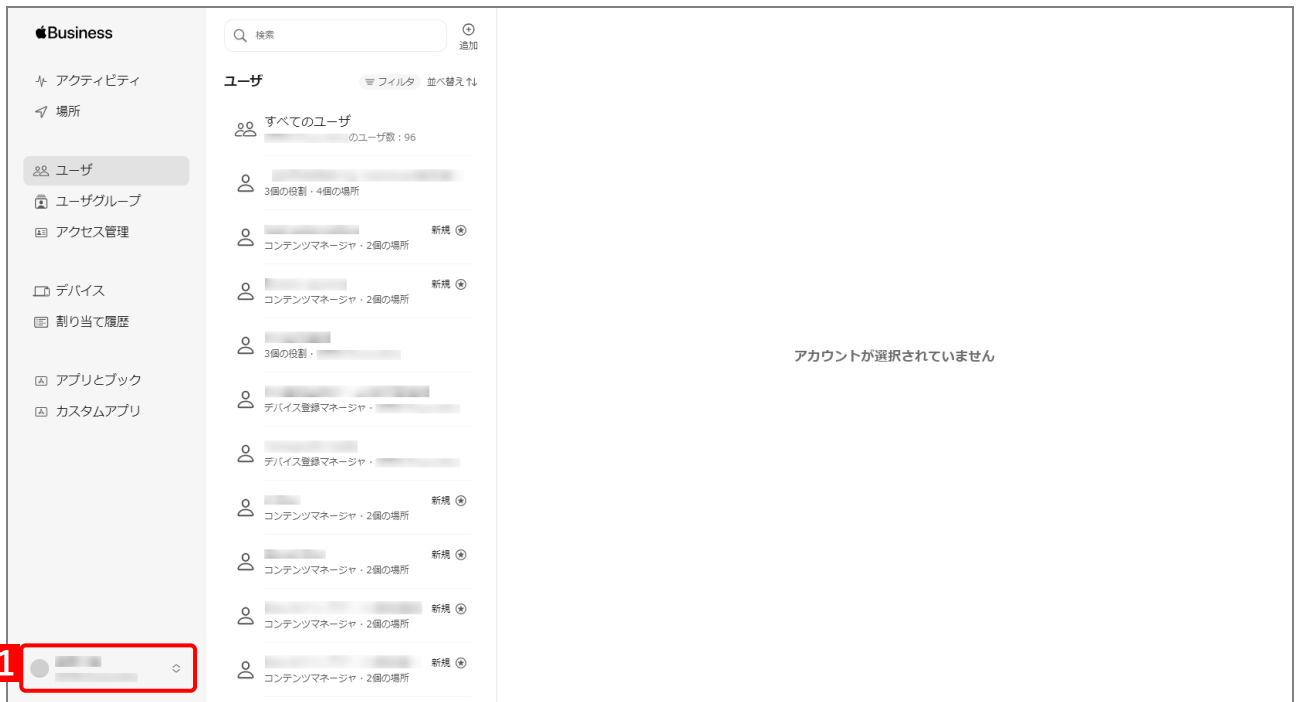 Business
アクティビティ
場所
ユーザ
ユーザグループ
アクセス管理
デバイス
割り当て履歴
アプリとブック
カスタムアプリ
1
検索
追加
ユーザ
フィルタ
並べ替え
すべてのユーザ
のユーザ数：96
3個の役割・4個の場所
新規
コンテンツマネージャ・2個の場所
新規
コンテンツマネージャ・2個の場所
3個の役割・
デバイス登録マネージャ・
デバイス登録マネージャ・
新規
コンテンツマネージャ・2個の場所
新規
コンテンツマネージャ・2個の場所
新規
コンテンツマネージャ・2個の場所
新規
コンテンツマネージャ・2個の場所
アカウントが選択されていません